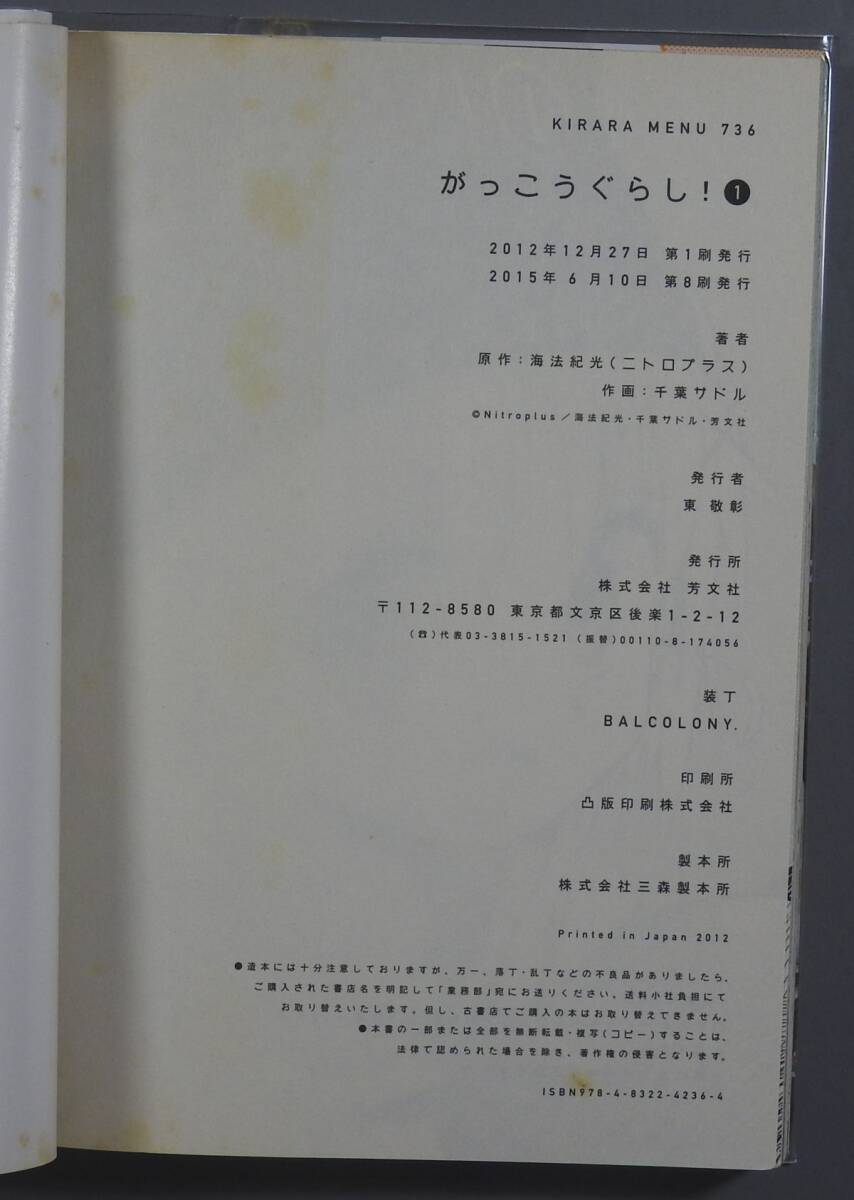 KIRARA MENU 736
がっこうぐらし！ 1
2012年12月27日 第1刷発行
2015年 6 月10日 第8刷発行
著者
原作：海法紀光（ニトロプラス）
作画：千葉サドル
©Nitroplus／海法紀光・千葉サドル・芳文社
発行者
東 敬彰
発行所
株式会社 芳文社
〒112-8580 東京都文京区後楽1-2-12
（☎）代表03-3815-1521（振替）00110-8-174056
装丁
BALCOLONY.
印刷所
凸版印刷株式会社
製本所
株式会社三森製本所
Printed in Japan 2012
●造本には十分注意しておりますが、万一、落丁・乱丁などの不良品がありましたら、
ご購入された書店名を明記して「業務部」宛にお送りください。送料小社負担にて
お取り替えいたします。但し、古書店でご購入の本はお取り替えできません。
●本書の一部または全部を無断転載・複写（コピー）することは、
法律で認められた場合を除き、著作権の侵害となります。
ISBN978-4-8322-4236-4